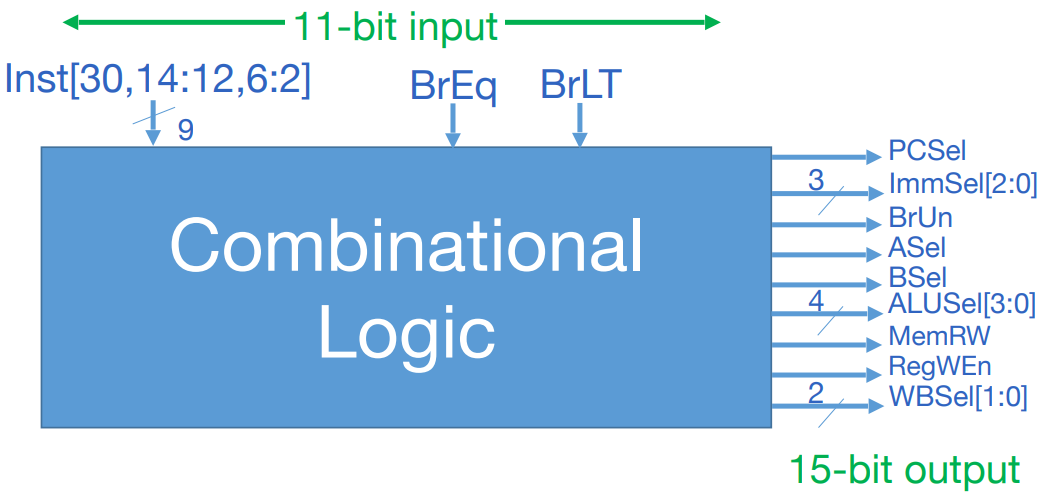 11-bit input
Inst[30,14:12,6:2]
BrEq
BrLT
9
Combinational
Logic
PCSel
3
ImmSel[2:0]
BrUn
ASel
BSel
4
ALUSel[3:0]
MemRW
RegWEn
2
WBSel[1:0]
15-bit output